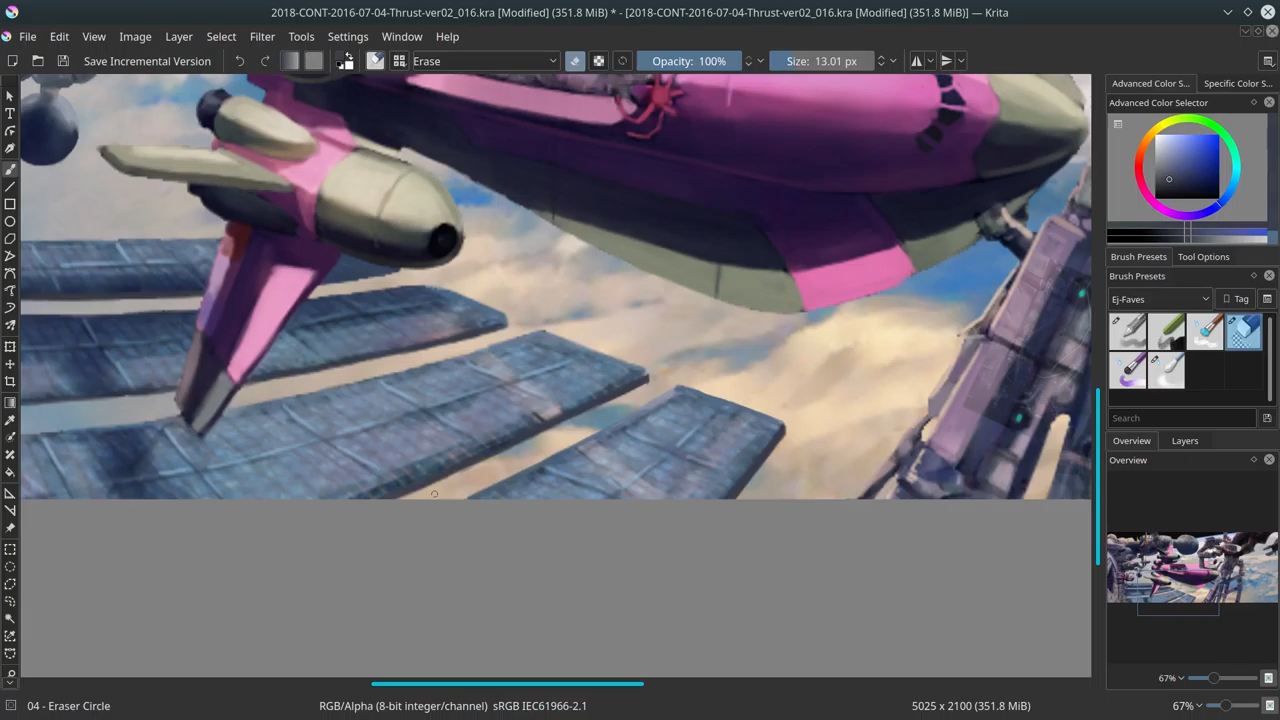 2018-CONT-2016-07-04-Thrust-ver02_016.kra [Modified] (351.8 MiB) * - [2018-CONT-2016-07-04-Thrust-ver02_016.kra [Modified] (351.8 MiB)] — Krita
File Edit View Image Layer Select Filter Tools Settings Window Help
Save Incremental Version Erase Opacity: 100% Size: 13.01 px
Advanced Color S... Specific Color S...
Advanced Color Selector
Brush Presets Tool Options
Brush Presets
Ej-Faves Tag
Search
Overview Layers
Overview
67%
04 - Eraser Circle RGB/Alpha (8-bit integer/channel) sRGB IEC61966-2.1 5025 x 2100 (351.8 MiB) 67%